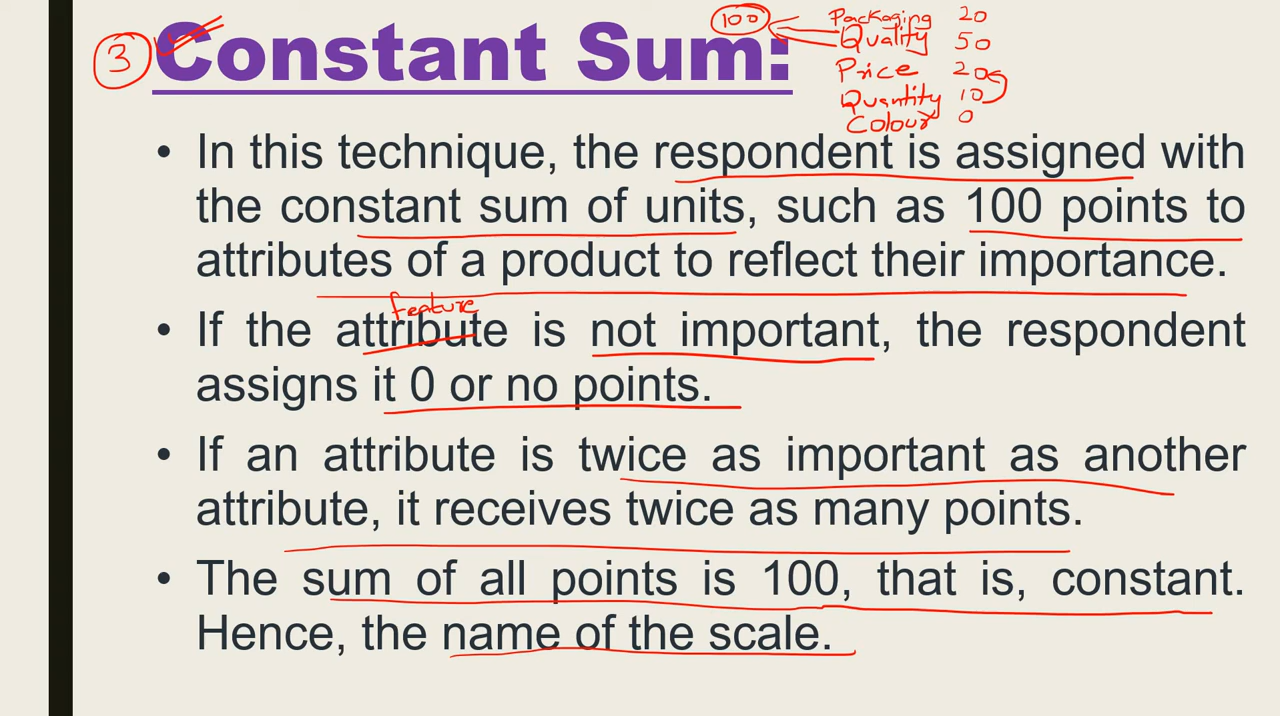 100
Packaging 20
Quality 50
Price 20
Quantity 10
Colour 0
3
Constant Sum:
• In this technique, the respondent is assigned with
the constant sum of units, such as 100 points to
attributes of a product to reflect their importance.
feature
• If the attribute is not important, the respondent
assigns it 0 or no points.
• If an attribute is twice as important as another
attribute, it receives twice as many points.
• The sum of all points is 100, that is, constant.
Hence, the name of the scale.